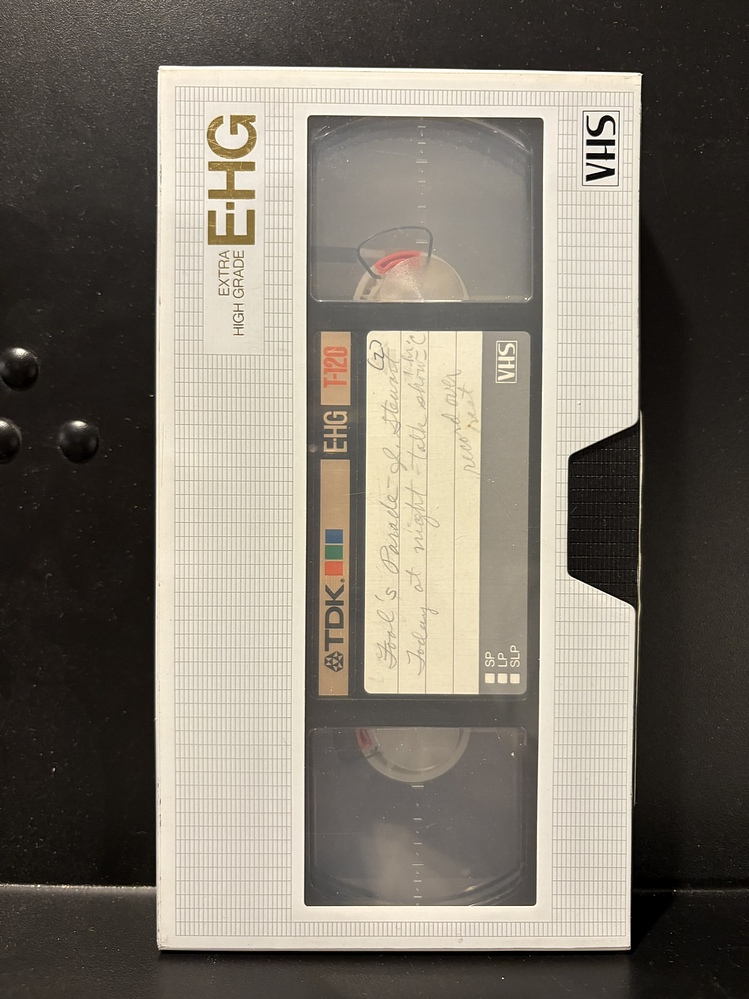 E-HG
EXTRA
HIGH GRADE
VHS
TDK. E-HG T-120
Fool's Parade - J. Stewart
Today at night - talk show
record over
rest
VHS
SP
LP
SLP